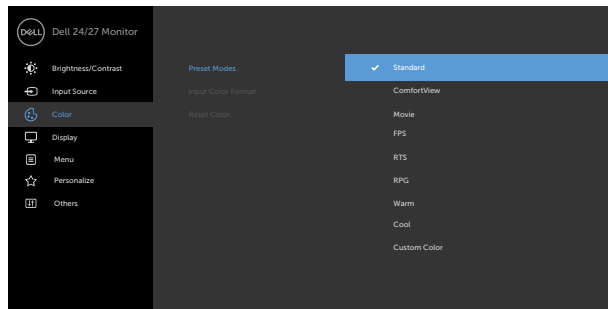 DELL Dell 24/27 Monitor
Brightness/Contrast
Input Source
Color
Display
Menu
Personalize
Others
Preset Modes
Input Color Format
Reset Color
Standard
ComfortView
Movie
FPS
RTS
RPG
Warm
Cool
Custom Color